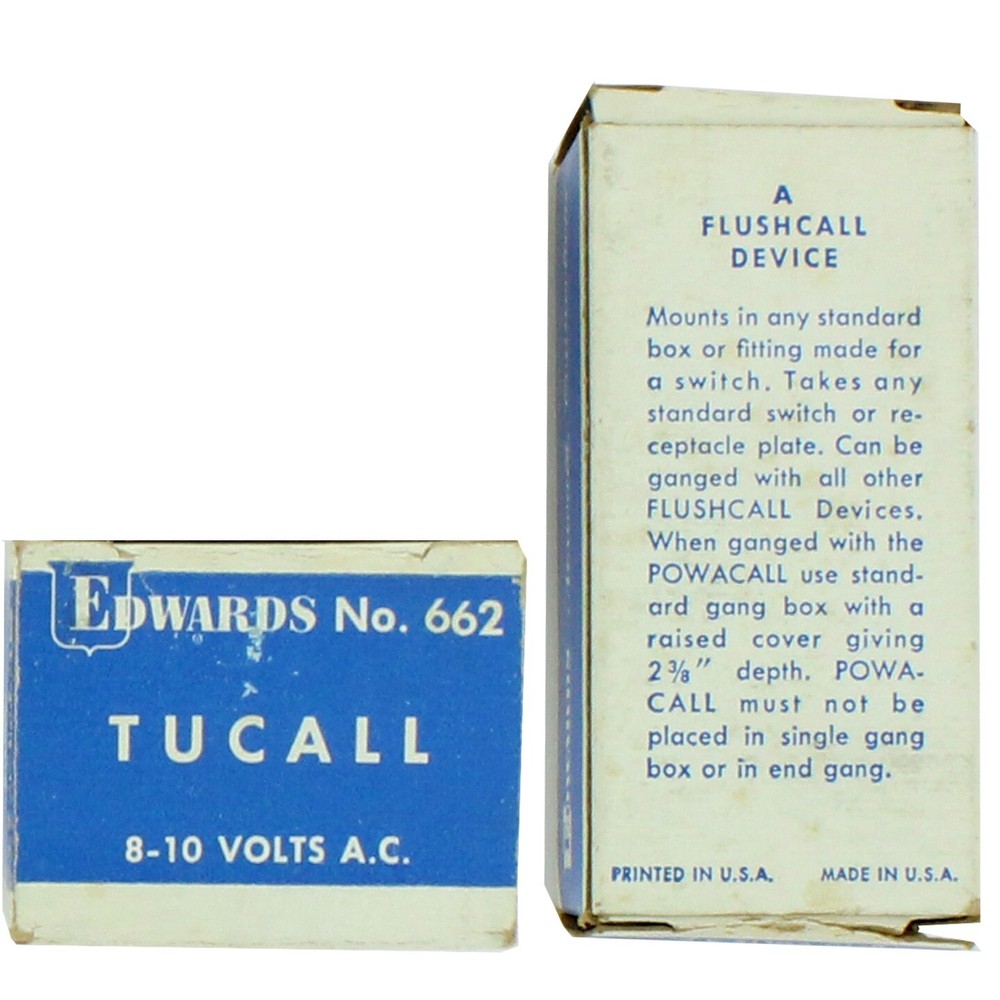 EDWARDS No. 662
TUCALL
8-10 VOLTS A.C.
A
FLUSHCALL
DEVICE
Mounts in any standard
box or fitting made for
a switch. Takes any
standard switch or re-
ceptacle plate. Can be
ganged with all other
FLUSHCALL Devices.
When ganged with the
POWACALL use stand-
ard gang box with a
raised cover giving
2 3/8" depth. POWA-
CALL must not be
placed in single gang
box or in end gang.
PRINTED IN U.S.A. MADE IN U.S.A.